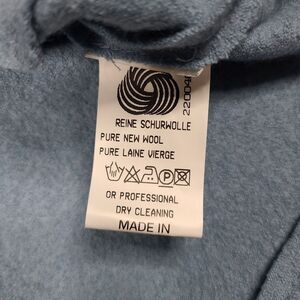 REINE SCHURWOLLE
PURE NEW WOOL
PURE LAINE VIERGE
P
OR PROFESSIONAL
DRY CLEANING
MADE IN